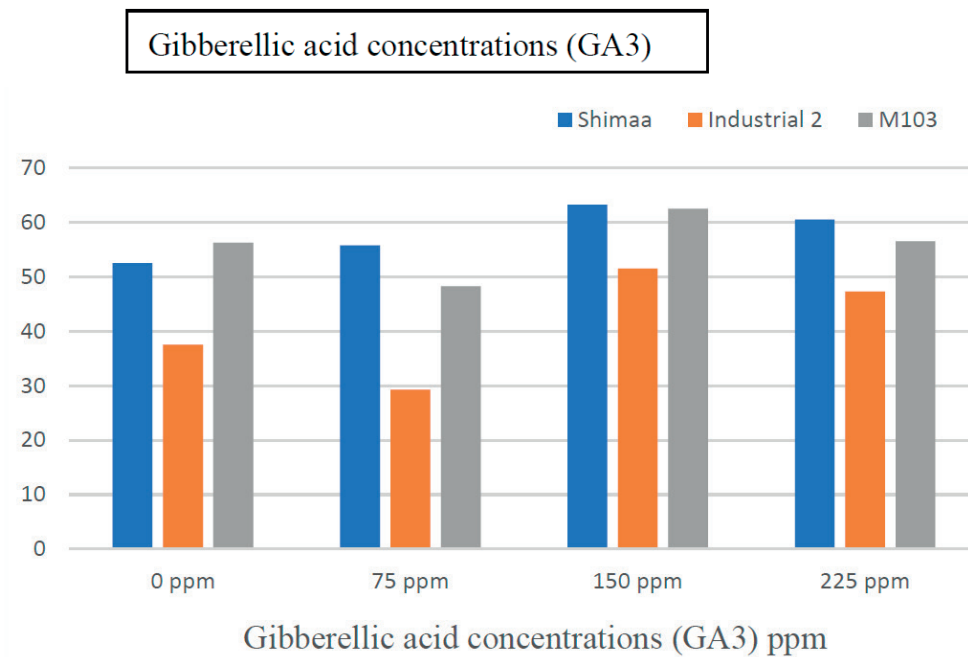 Gibberellic acid concentrations (GA3)
Shimaa Industrial 2 M103
70
60
50
40
30
20
10
0
0 ppm 75 ppm 150 ppm 225 ppm
Gibberellic acid concentrations (GA3) ppm